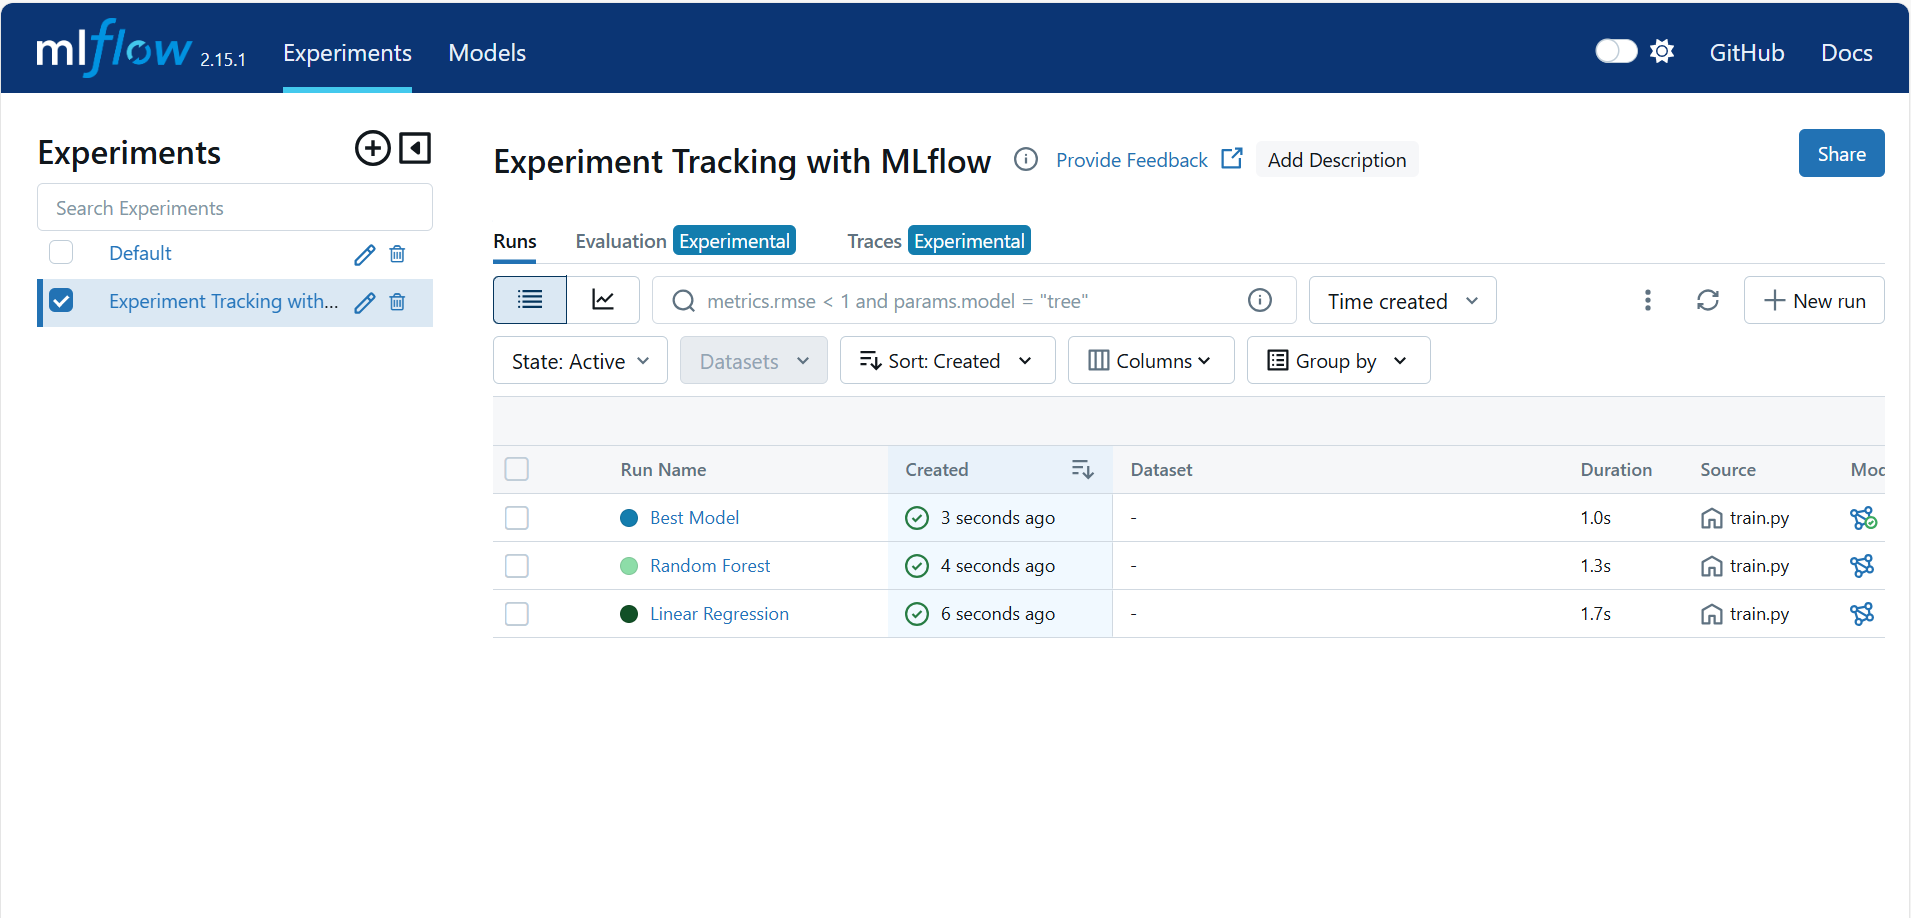 mlflow 2.15.1 Experiments Models GitHub Docs
Experiments
Search Experiments
Default
Experiment Tracking with...
Experiment Tracking with MLflow Provide Feedback Add Description Share
Runs Evaluation Experimental Traces Experimental
metrics.rmse < 1 and params.model = "tree" Time created New run
State: Active Datasets Sort: Created Columns Group by
Run Name Created Dataset Duration Source Mod
Best Model 3 seconds ago - 1.0s train.py
Random Forest 4 seconds ago - 1.3s train.py
Linear Regression 6 seconds ago - 1.7s train.py